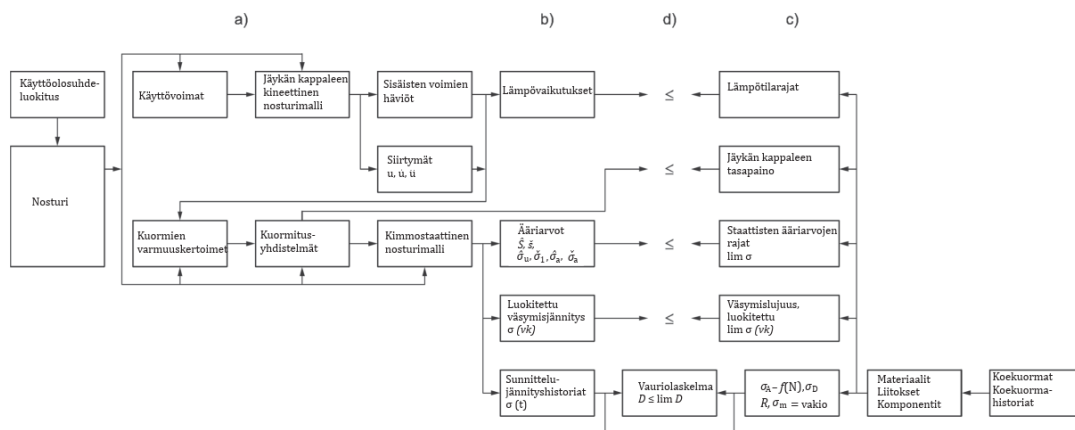 a)
b)
d)
c)
Käyttöolosuhde-
luokitus
Nosturi
Käyttövoimat
Jäykän kappaleen
kineettinen
nosturimalli
Sisäisten voimien
häviöt
Lämpövaikutukset
≤
Lämpötilarajat
Siirtymät
u, u̇, ü
≤
Jäykän kappaleen
tasapaino
Kuormien
varmuuskertoimet
Kuormitus-
yhdistelmät
Kimmostaattinen
nosturimalli
Ääriarvot
Ŝ, š,
σ̂u, σ̌1, σ̂a, σ̌a
≤
Staattisten ääriarvojen
rajat
lim σ
Luokitettu
väsymisjännitys
σ (vk)
≤
Väsymislujuus,
luokitettu
lim σ (vk)
Sunnittelu-
jännityshistoriat
σ (t)
Vauriolaskelma
D ≤ lim D
σA – f(N), σD
R, σm = vakio
Materiaalit
Liitokset
Komponentit
Koekuormat
Koekuorma-
historiat